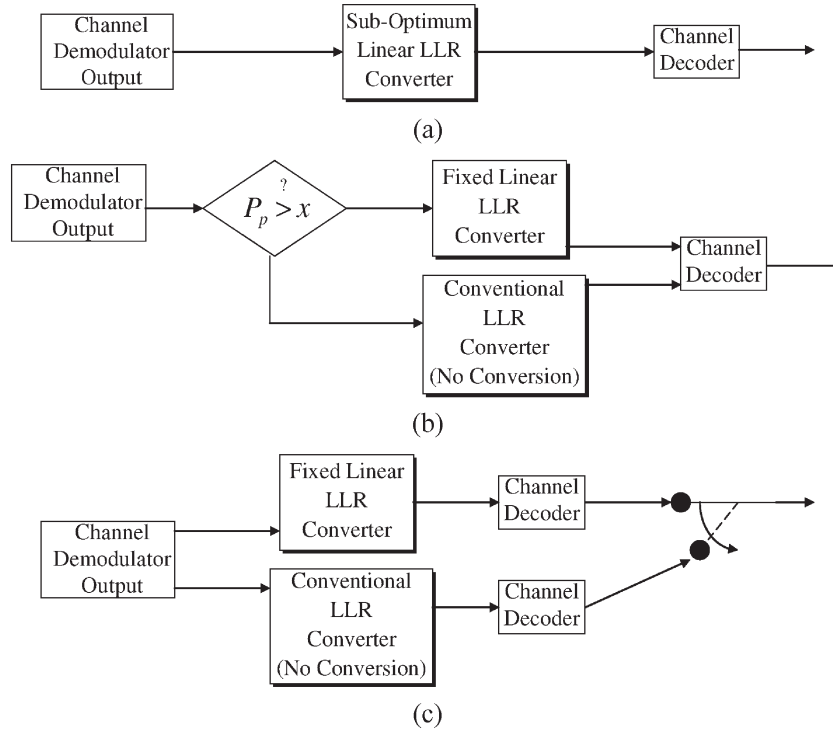 Channel
Demodulator
Output
Sub-Optimum
Linear LLR
Converter
Channel
Decoder
(a)
Channel
Demodulator
Output
?
P_p > x
Fixed Linear
LLR
Converter
Conventional
LLR
Converter
(No Conversion)
Channel
Decoder
(b)
Channel
Demodulator
Output
Fixed Linear
LLR
Converter
Conventional
LLR
Converter
(No Conversion)
Channel
Decoder
Channel
Decoder
(c)